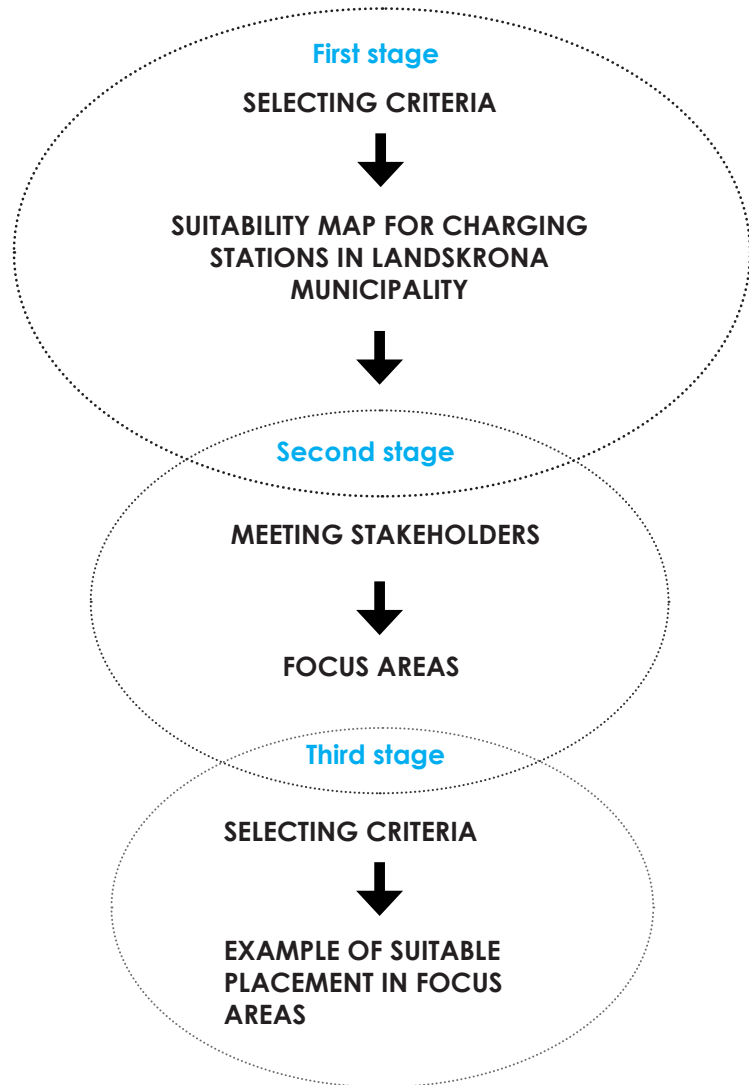 First stage
SELECTING CRITERIA
SUITABILITY MAP FOR CHARGING
STATIONS IN LANDSKRONA
MUNICIPALITY
Second stage
MEETING STAKEHOLDERS
FOCUS AREAS
Third stage
SELECTING CRITERIA
EXAMPLE OF SUITABLE
PLACEMENT IN FOCUS
AREAS